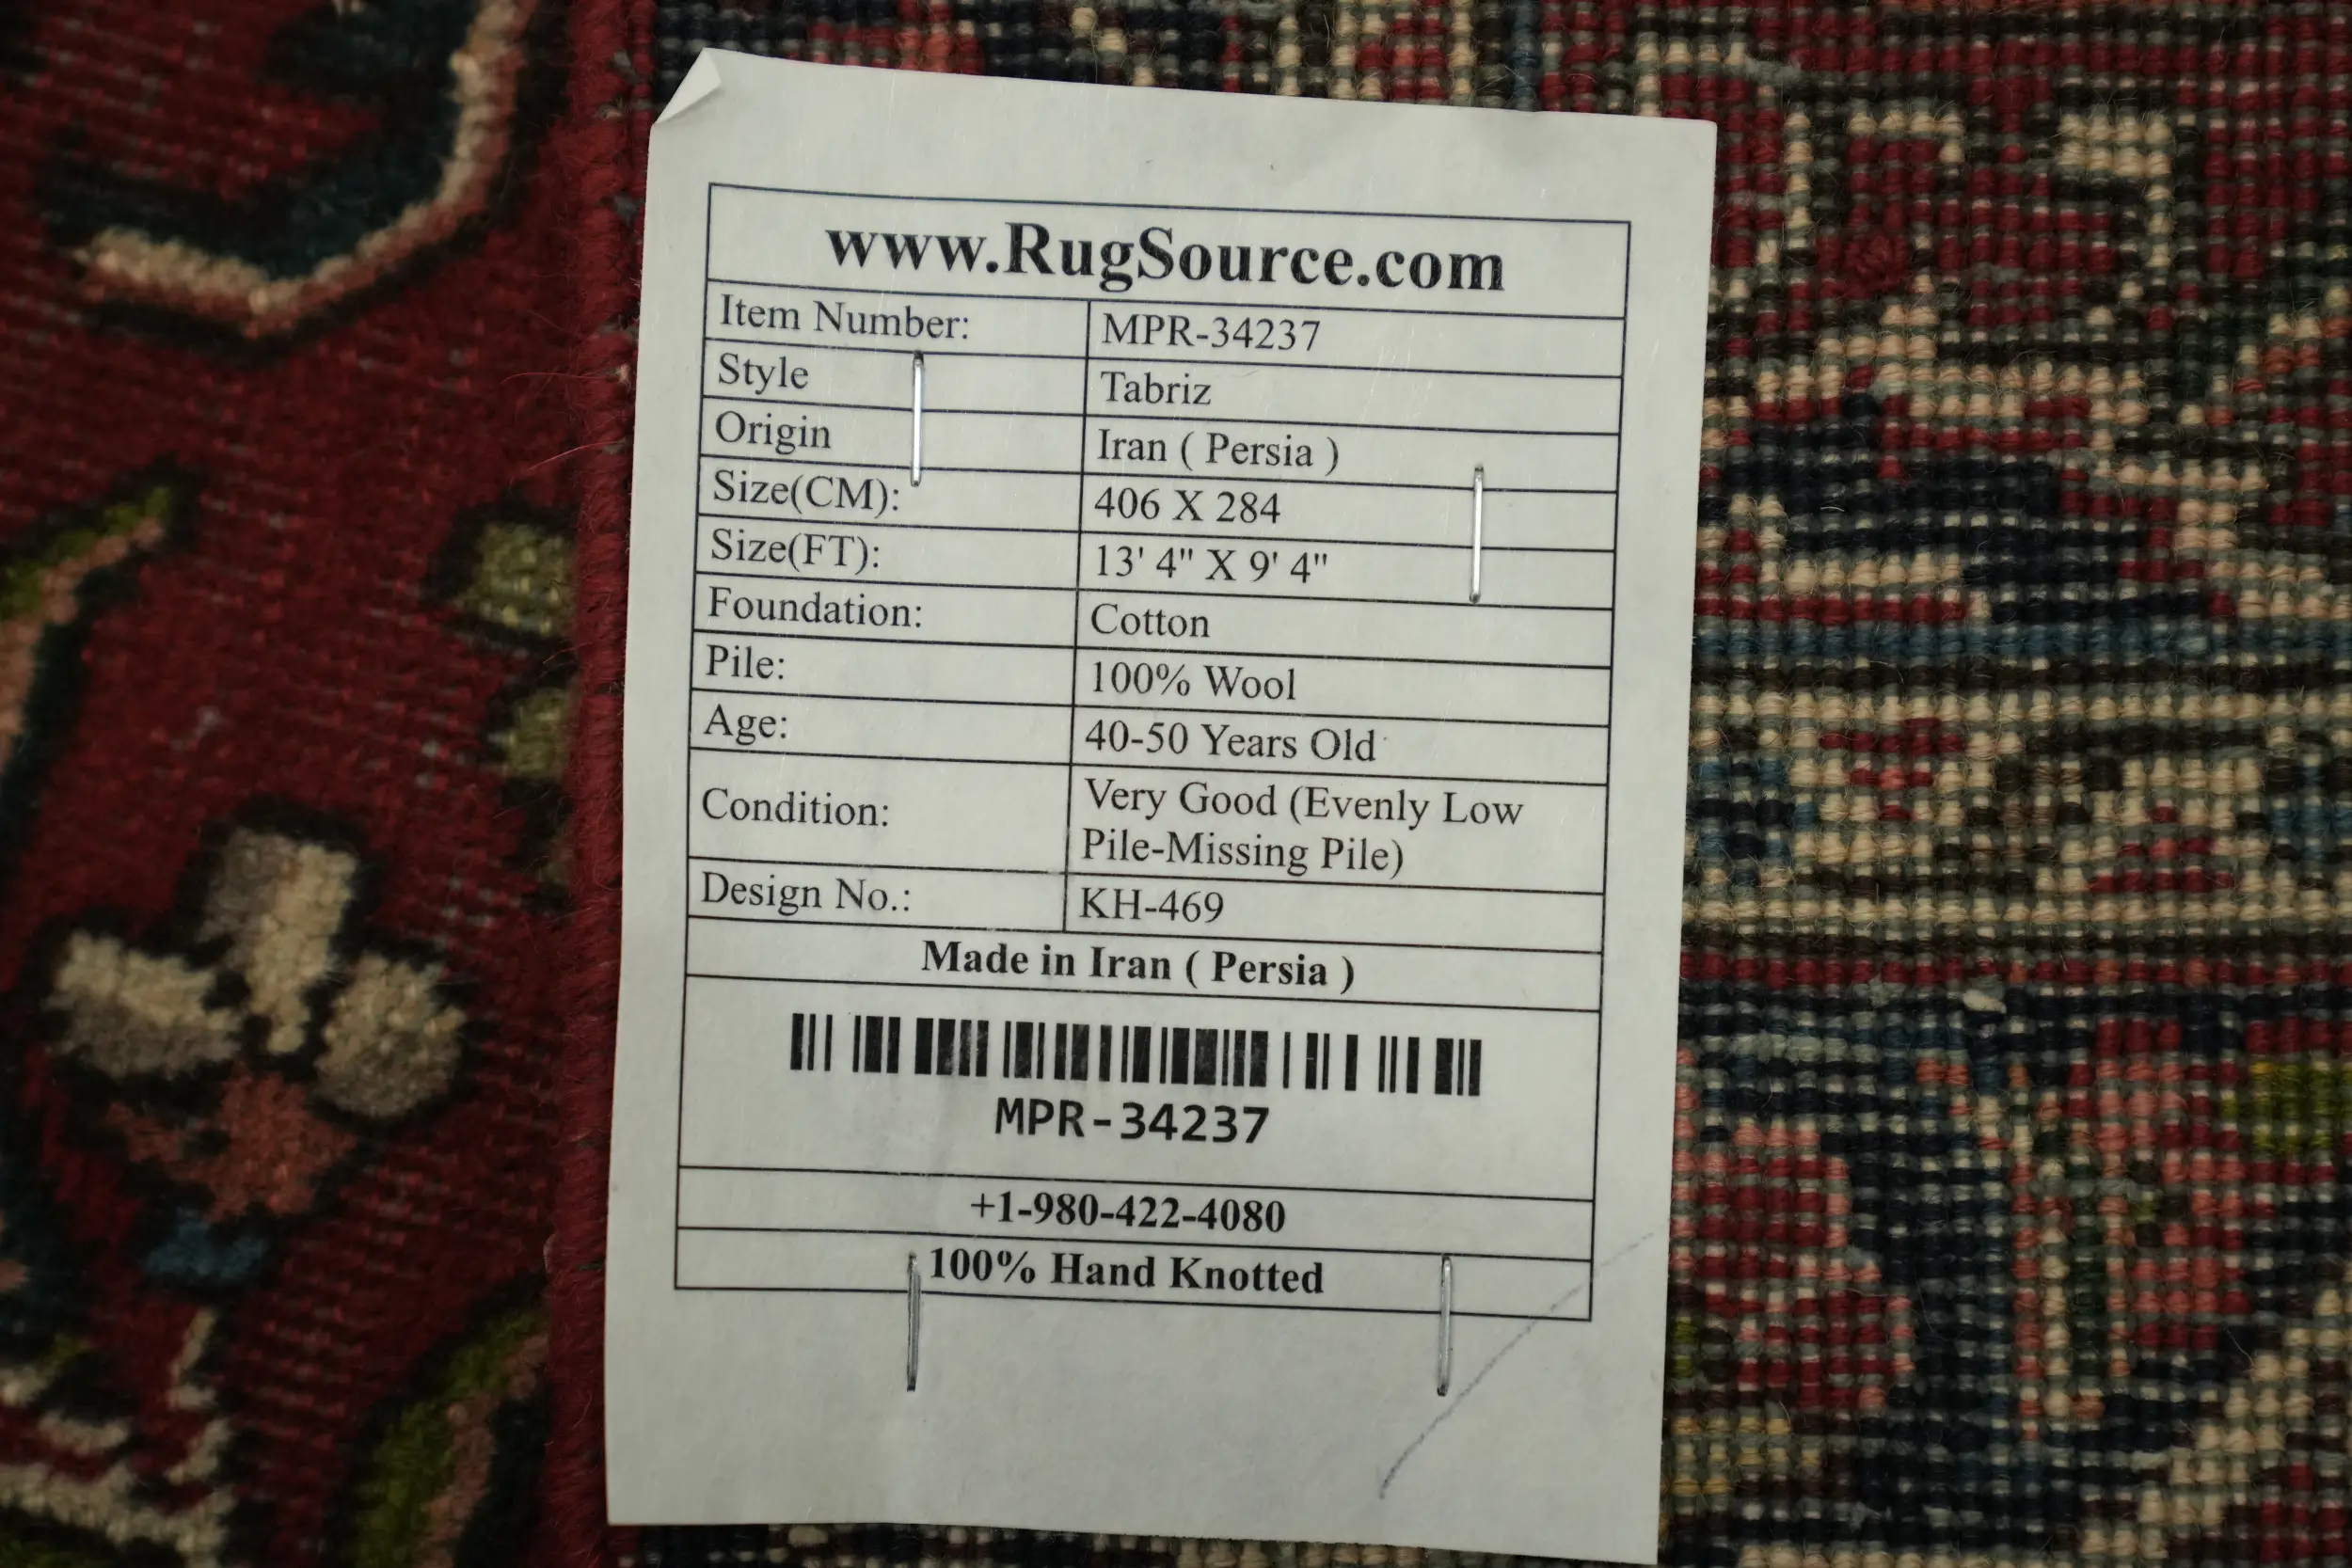 www.RugSource.com
Item Number: MPR-34237
Style Tabriz
Origin Iran ( Persia )
Size(CM): 406 X 284
Size(FT): 13' 4" X 9' 4"
Foundation: Cotton
Pile: 100% Wool
Age: 40-50 Years Old
Condition: Very Good (Evenly Low
Pile-Missing Pile)
Design No.: KH-469
Made in Iran ( Persia )
MPR-34237
+1-980-422-4080
100% Hand Knotted